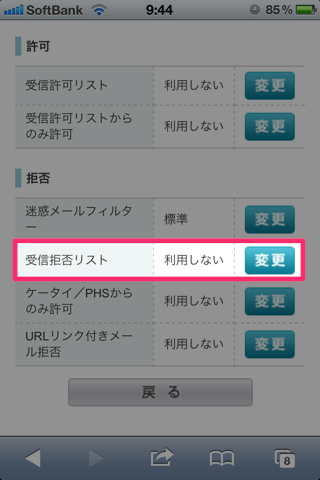 SoftBank 9:44 85%
許可
受信許可リスト 利用しない 変更
受信許可リストから
のみ許可 利用しない 変更
拒否
迷惑メールフィルタ
ー 標準 変更
受信拒否リスト 利用しない 変更
ケータイ／PHSから
のみ許可 利用しない 変更
URLリンク付きメー
ル拒否 利用しない 変更
戻る
8